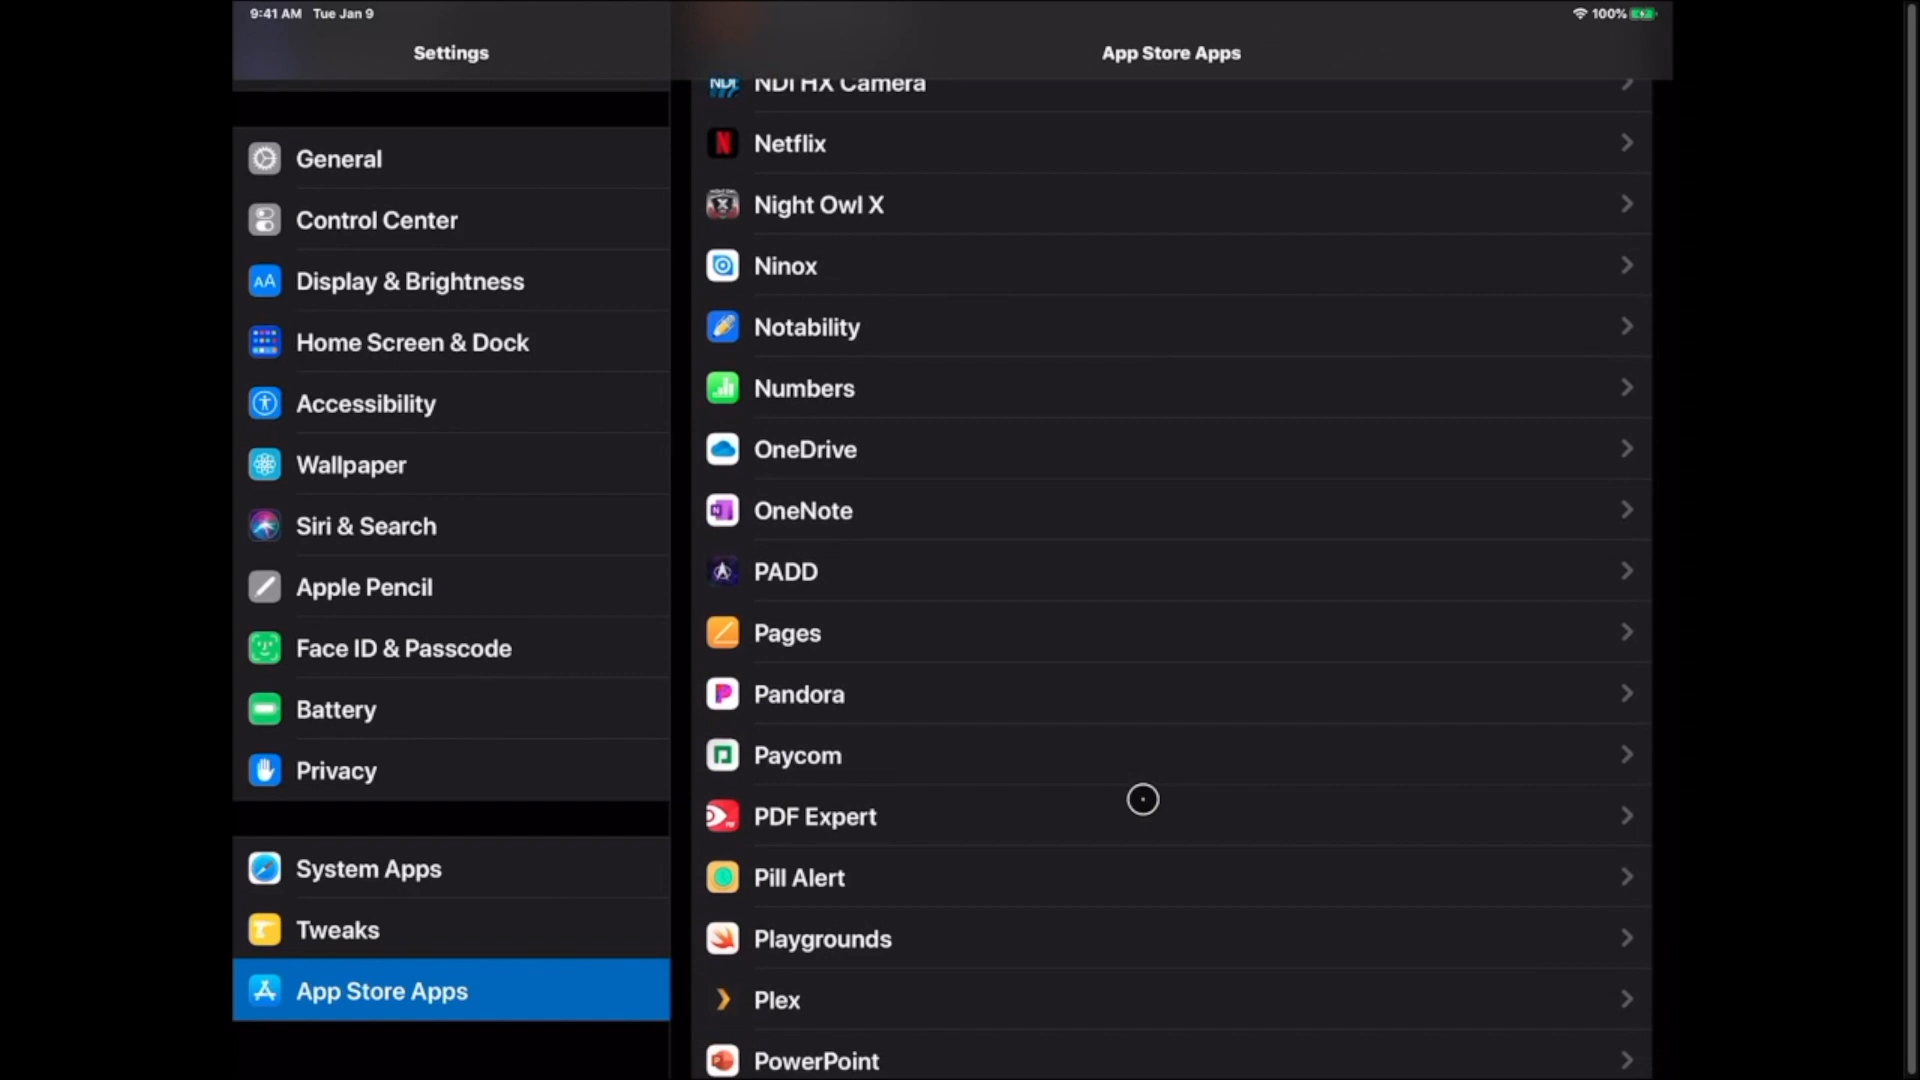 9:41 AM Tue Jan 9
100%
Settings
General
Control Center
AA
Display & Brightness
Home Screen & Dock
Accessibility
Wallpaper
Siri & Search
Apple Pencil
Face ID & Passcode
Battery
Privacy
System Apps
Tweaks
App Store Apps
App Store Apps
NDI HX Camera
Netflix
Night Owl X
Ninox
Notability
Numbers
OneDrive
OneNote
PADD
Pages
Pandora
Paycom
PDF Expert
Pill Alert
Playgrounds
Plex
PowerPoint